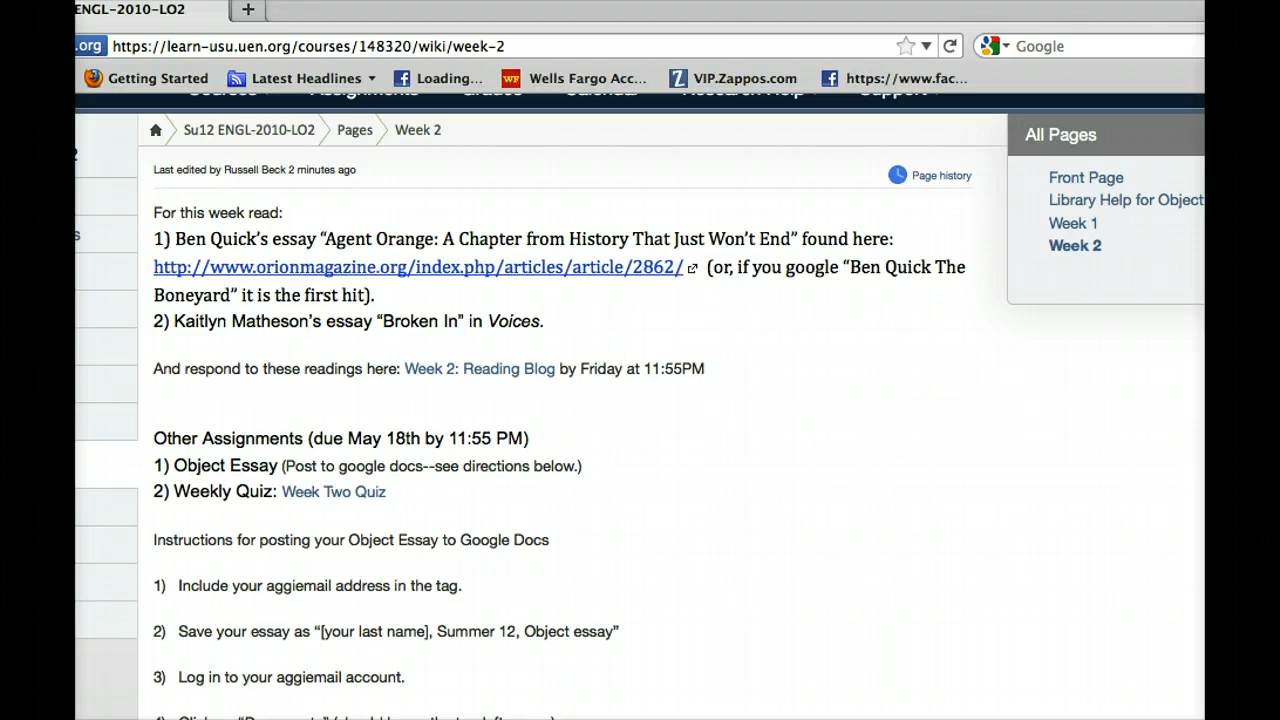 ENGL-2010-LO2
+
.org https://learn-usu.uen.org/courses/148320/wiki/week-2 Google
Getting Started Latest Headlines Loading... WF Wells Fargo Acc... Z VIP.Zappos.com https://www.fac...
Courses Assignments Grades Calendar Research Help Support
Su12 ENGL-2010-LO2 Pages Week 2
All Pages
Last edited by Russell Beck 2 minutes ago
Page history
Front Page
Library Help for Object
Week 1
Week 2
For this week read:
1) Ben Quick’s essay “Agent Orange: A Chapter from History That Just Won’t End” found here:
http://www.orionmagazine.org/index.php/articles/article/2862/ (or, if you google “Ben Quick The
Boneyard” it is the first hit).
2) Kaitlyn Matheson’s essay “Broken In” in Voices.
And respond to these readings here: Week 2: Reading Blog by Friday at 11:55PM
Other Assignments (due May 18th by 11:55 PM)
1) Object Essay (Post to google docs--see directions below.)
2) Weekly Quiz: Week Two Quiz
Instructions for posting your Object Essay to Google Docs
1) Include your aggiemail address in the tag.
2) Save your essay as “[your last name], Summer 12, Object essay”
3) Log in to your aggiemail account.